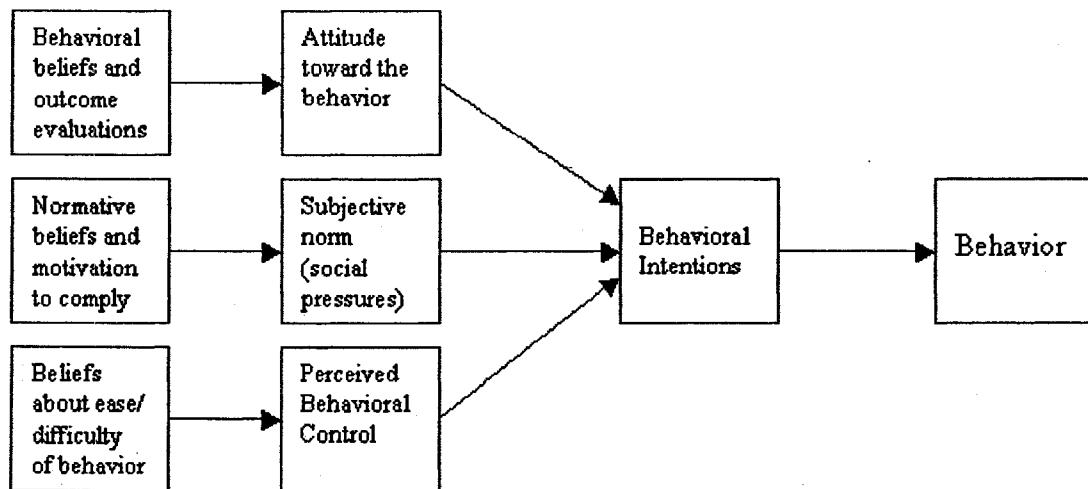 Behavioral
beliefs and
outcome
evaluations
Attitude
toward the
behavior
Normative
beliefs and
motivation
to comply
Subjective
norm
(social
pressures)
Behavioral
Intentions
Behavior
Beliefs
about ease/
difficulty
of behavior
Perceived
Behavioral
Control